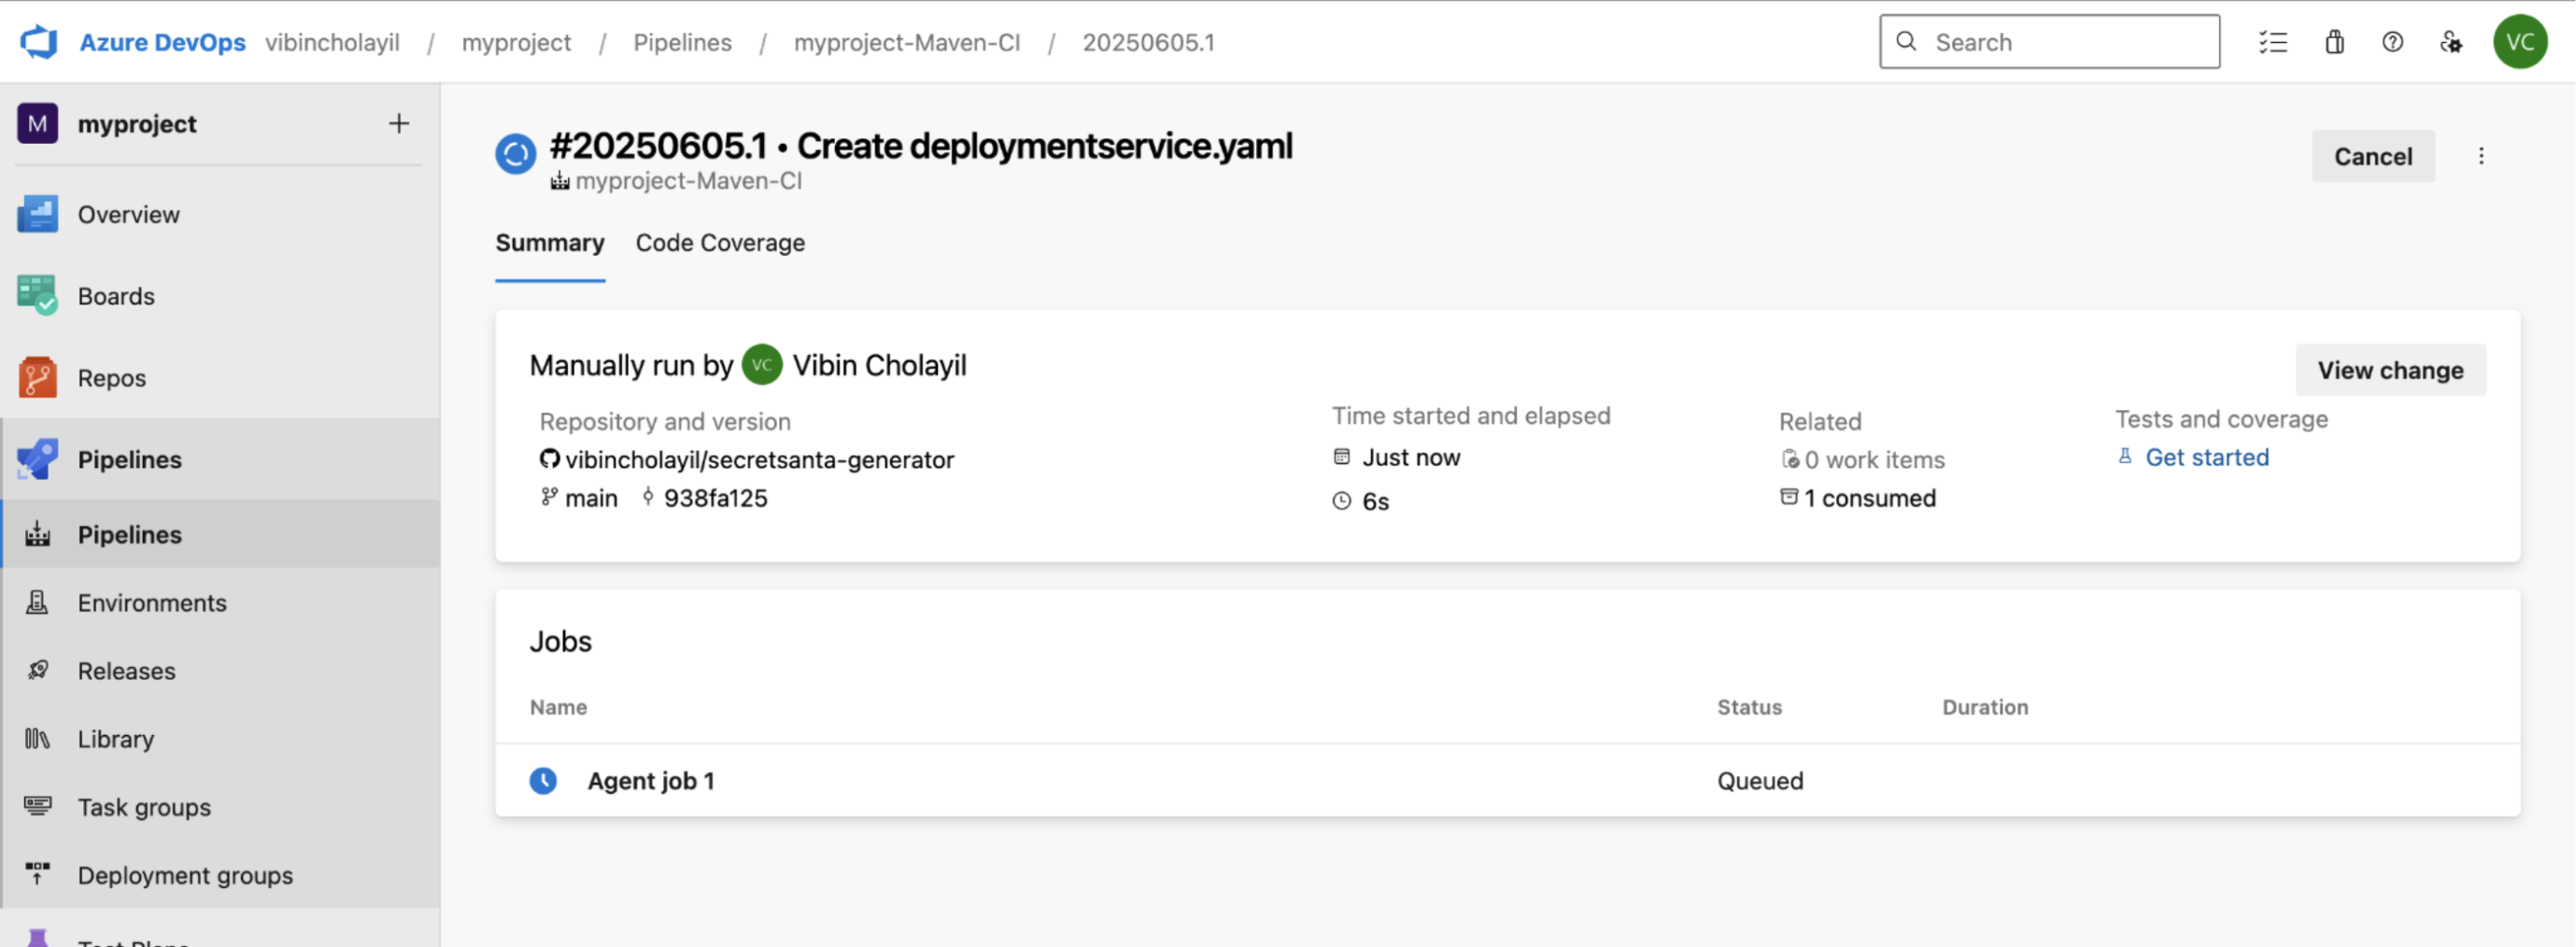 Azure DevOps vibincholayil / myproject / Pipelines / myproject-Maven-CI / 20250605.1
Search
VC
M myproject +
Overview
Boards
Repos
Pipelines
Pipelines
Environments
Releases
Library
Task groups
Deployment groups
Test Plans
#20250605.1 • Create deploymentservice.yaml
myproject-Maven-CI
Cancel
Summary Code Coverage
Manually run by VC Vibin Cholayil
View change
Repository and version
vibincholayil/secretsanta-generator
main 938fa125
Time started and elapsed
Just now
6s
Related
0 work items
1 consumed
Tests and coverage
Get started
Jobs
Name Status Duration
Agent job 1 Queued